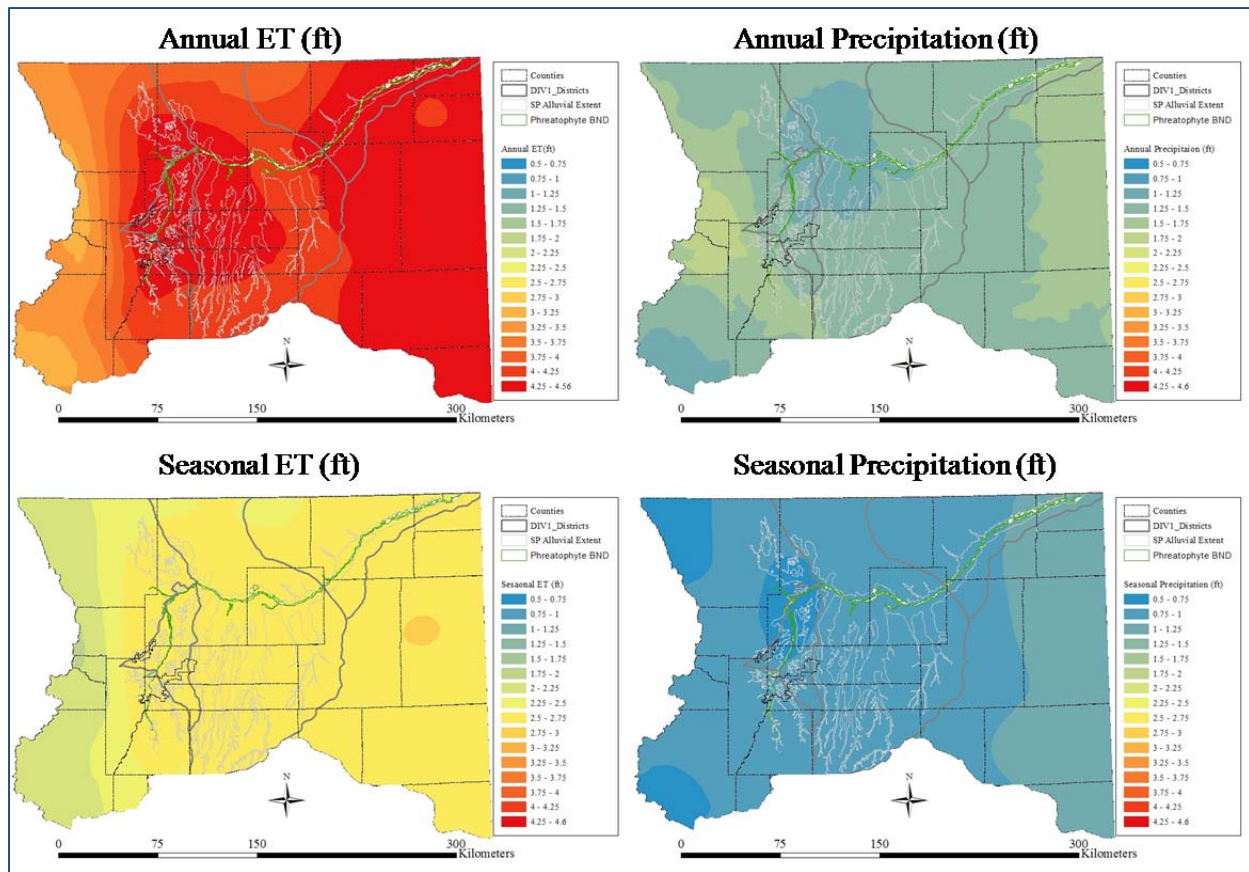 Annual ET (ft)
Counties
DIV1_Districts
SP Alluvial Extent
Phreatophyte BND
Annual ET(ft)
0.5 - 0.75
0.75 - 1
1 - 1.25
1.25 - 1.5
1.5 - 1.75
1.75 - 2
2 - 2.25
2.25 - 2.5
2.5 - 2.75
2.75 - 3
3 - 3.25
3.25 - 3.5
3.5 - 3.75
3.75 - 4
4 - 4.25
4.25 - 4.56
N
0 75 150 300
Kilometers
Annual Precipitation (ft)
Counties
DIV1_Districts
SP Alluvial Extent
Phreatophyte BND
Annual Precipitaion (ft)
0.5 - 0.75
0.75 - 1
1 - 1.25
1.25 - 1.5
1.5 - 1.75
1.75 - 2
2 - 2.25
2.25 - 2.5
2.5 - 2.75
2.75 - 3
3 - 3.25
3.25 - 3.5
3.5 - 3.75
3.75 - 4
4 - 4.25
4.25 - 4.6
N
0 75 150 300
Kilometers
Seasonal ET (ft)
Counties
DIV1_Districts
SP Alluvial Extent
Phreatophyte BND
Sesaonal ET (ft)
0.5 - 0.75
0.75 - 1
1 - 1.25
1.25 - 1.5
1.5 - 1.75
1.75 - 2
2 - 2.25
2.25 - 2.5
2.5 - 2.75
2.75 - 3
3 - 3.25
3.25 - 3.5
3.5 - 3.75
3.75 - 4
4 - 4.25
4.25 - 4.6
N
0 75 150 300
Kilometers
Seasonal Precipitation (ft)
Counties
DIV1_Districts
SP Alluvial Extent
Phreatophyte BND
Seasonal Precipitation (ft)
0.5 - 0.75
0.75 - 1
1 - 1.25
1.25 - 1.5
1.5 - 1.75
1.75 - 2
2 - 2.25
2.25 - 2.5
2.5 - 2.75
2.75 - 3
3 - 3.25
3.25 - 3.5
3.5 - 3.75
3.75 - 4
4 - 4.25
4.25 - 4.6
N
0 75 150 300
Kilometers